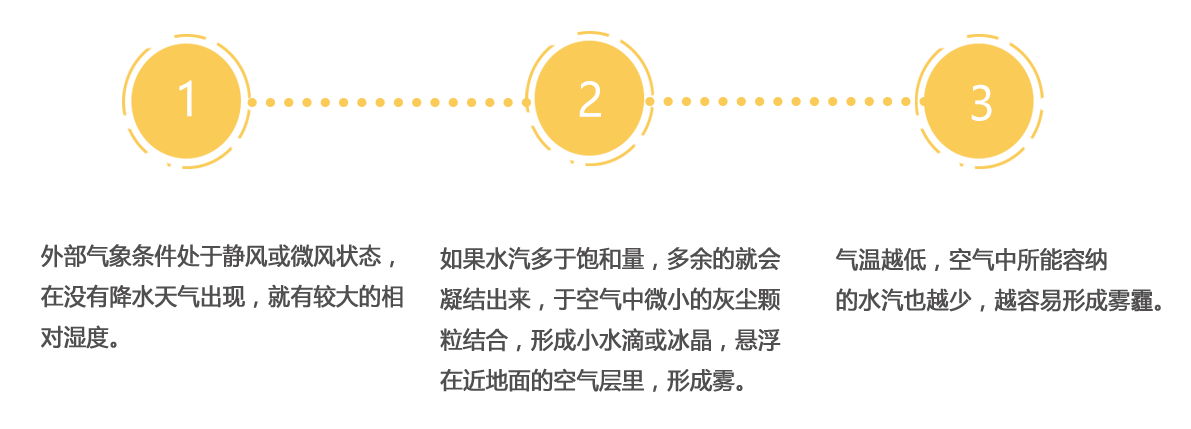 1
2
3
外部气象条件处于静风或微风状态，
在没有降水天气出现，就有较大的相
对湿度。
如果水汽多于饱和量，多余的就会
凝结出来，于空气中微小的灰尘颗
粒结合，形成小水滴或冰晶，悬浮
在近地面的空气层里，形成雾。
气温越低，空气中所能容纳
的水汽也越少，越容易形成雾霾。